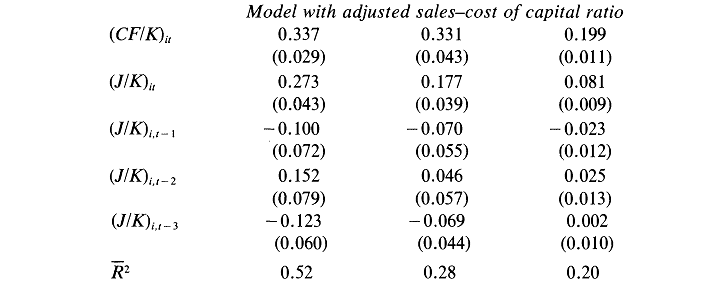 Model with adjusted sales–cost of capital ratio
(CF/K)it 0.337 0.331 0.199
(0.029) (0.043) (0.011)
(J/K)it 0.273 0.177 0.081
(0.043) (0.039) (0.009)
(J/K)i,t−1 −0.100 −0.070 −0.023
(0.072) (0.055) (0.012)
(J/K)i,t−2 0.152 0.046 0.025
(0.079) (0.057) (0.013)
(J/K)i,t−3 −0.123 −0.069 0.002
(0.060) (0.044) (0.010)
R̄² 0.52 0.28 0.20